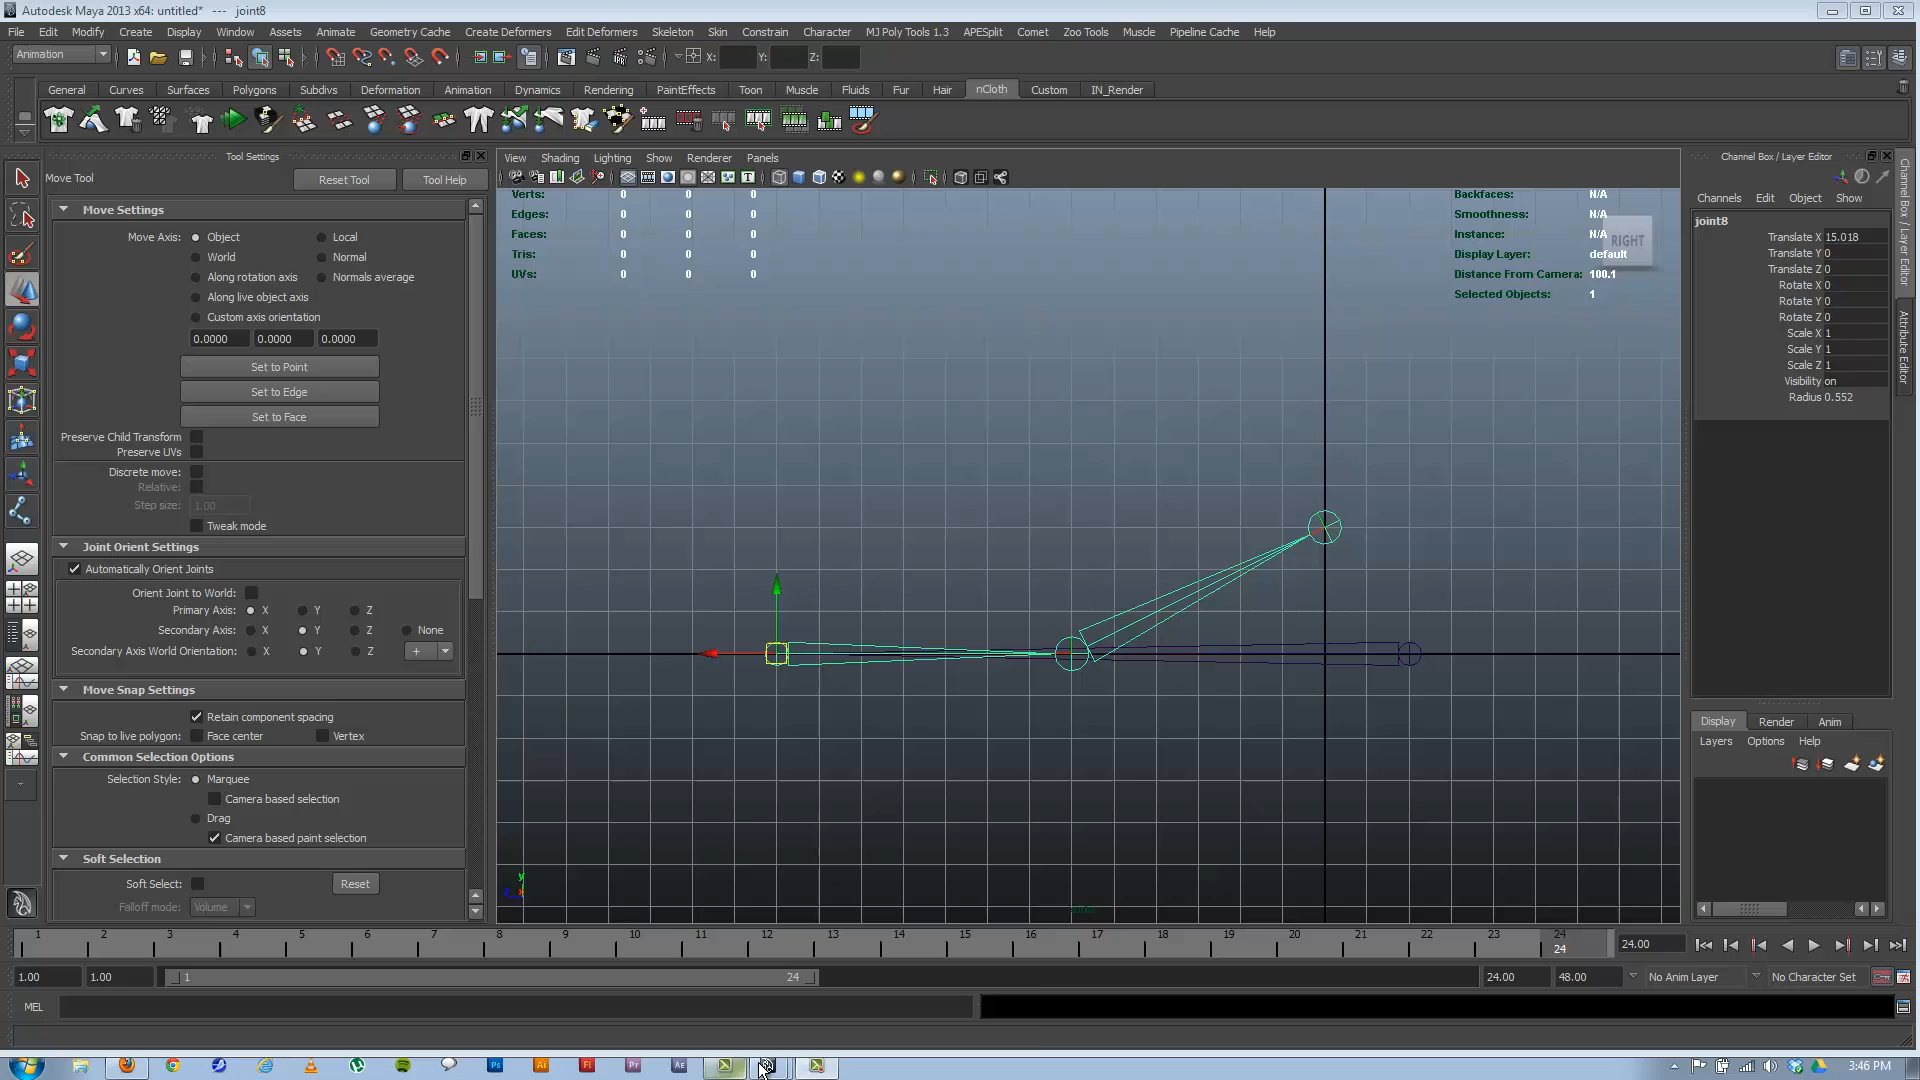 Autodesk Maya 2013 x64: untitled* --- joint8
File Edit Modify Create Display Window Assets Animate Geometry Cache Create Deformers Edit Deformers Skeleton Skin Constrain Character MJ Poly Tools 1.3 APESplit Comet Zoo Tools Muscle Pipeline Cache Help
Animation X: Y: Z:
General Curves Surfaces Polygons Subdivs Deformation Animation Dynamics Rendering PaintEffects Toon Muscle Fluids Fur Hair nCloth Custom IN_Render
Tool Settings
Move Tool Reset Tool Tool Help
Move Settings
Move Axis: Object Local
World Normal
Along rotation axis Normals average
Along live object axis
Custom axis orientation
0.0000 0.0000 0.0000
Set to Point
Set to Edge
Set to Face
Preserve Child Transform
Preserve UVs
Discrete move:
Relative:
Step size: 1.00
Tweak mode
Joint Orient Settings
Automatically Orient Joints
Orient Joint to World:
Primary Axis: X Y Z
Secondary Axis: X Y Z None
Secondary Axis World Orientation: X Y Z +
Move Snap Settings
Retain component spacing
Snap to live polygon: Face center Vertex
Common Selection Options
Selection Style: Marquee
Camera based selection
Drag
Camera based paint selection
Soft Selection
Soft Select: Reset
Falloff mode: Volume
View Shading Lighting Show Renderer Panels
Verts: 0 0 0
Edges: 0 0 0
Faces: 0 0 0
Tris: 0 0 0
UVs: 0 0 0
Backfaces: N/A
Smoothness: N/A
Instance: N/A
Display Layer: default
Distance From Camera: 100.1
Selected Objects: 1
RIGHT
y
Channel Box / Layer Editor
Channels Edit Object Show
joint8
Translate X 15.018
Translate Y 0
Translate Z 0
Rotate X 0
Rotate Y 0
Rotate Z 0
Scale X 1
Scale Y 1
Scale Z 1
Visibility on
Radius 0.552
Channel Box / Layer Editor
Attribute Editor
Display Render Anim
Layers Options Help
1 2 3 4 5 6 7 8 9 10 11 12 13 14 15 16 17 18 19 20 21 22 23 24
24
24.00
1.00 1.00 1 24 24.00 48.00 No Anim Layer No Character Set
MEL
Ps Ai Fl Pr Ae
3:46 PM